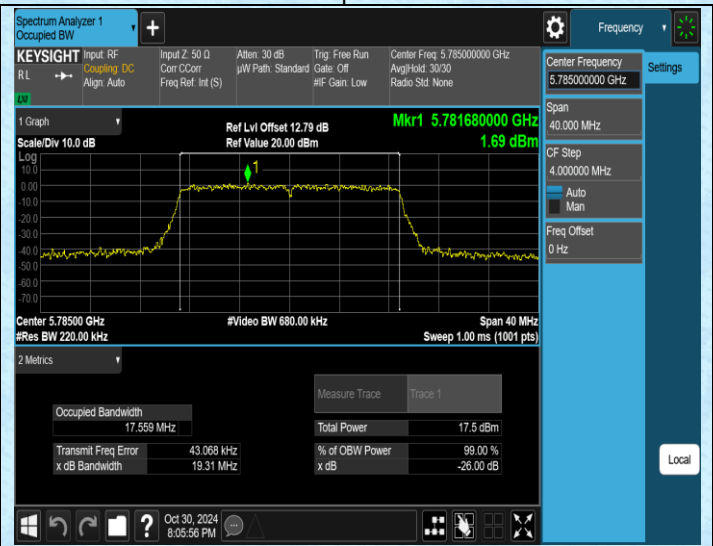 Spectrum Analyzer 1
Occupied BW
Frequency
KEYSIGHT
RL
Input: RF
Coupling: DC
Align: Auto
Input Z: 50 Ω
Corr CCorr
Freq Ref: Int (S)
Atten: 30 dB
µW Path: Standard
Trig: Free Run
Gate: Off
#IF Gain: Low
Center Freq: 5.785000000 GHz
Avg|Hold: 30/30
Radio Std: None
LXI
1 Graph
Scale/Div 10.0 dB
Ref Lvl Offset 12.79 dB
Ref Value 20.00 dBm
Mkr1 5.781680000 GHz
1.69 dBm
Log
10.0
0.00
-10.0
-20.0
-30.0
-40.0
-50.0
-60.0
-70.0
1
Center 5.78500 GHz
#Res BW 220.00 kHz
#Video BW 680.00 kHz
Span 40 MHz
Sweep 1.00 ms (1001 pts)
2 Metrics
Measure Trace
Trace 1
Occupied Bandwidth
17.559 MHz
Total Power
17.5 dBm
Transmit Freq Error
43.068 kHz
% of OBW Power
99.00 %
x dB Bandwidth
19.31 MHz
x dB
-26.00 dB
Center Frequency
5.785000000 GHz
Settings
Span
40.000 MHz
CF Step
4.000000 MHz
Auto
Man
Freq Offset
0 Hz
Local
?
Oct 30, 2024
8:05:56 PM